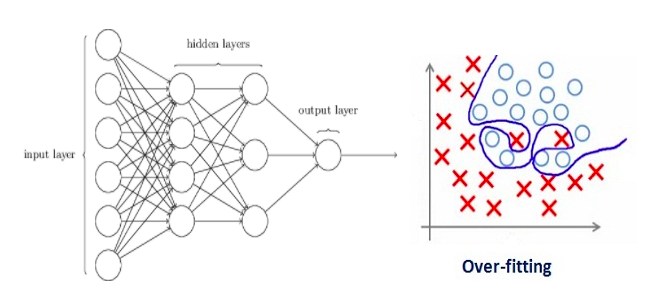 hidden layers
output layer
input layer
Over-fitting